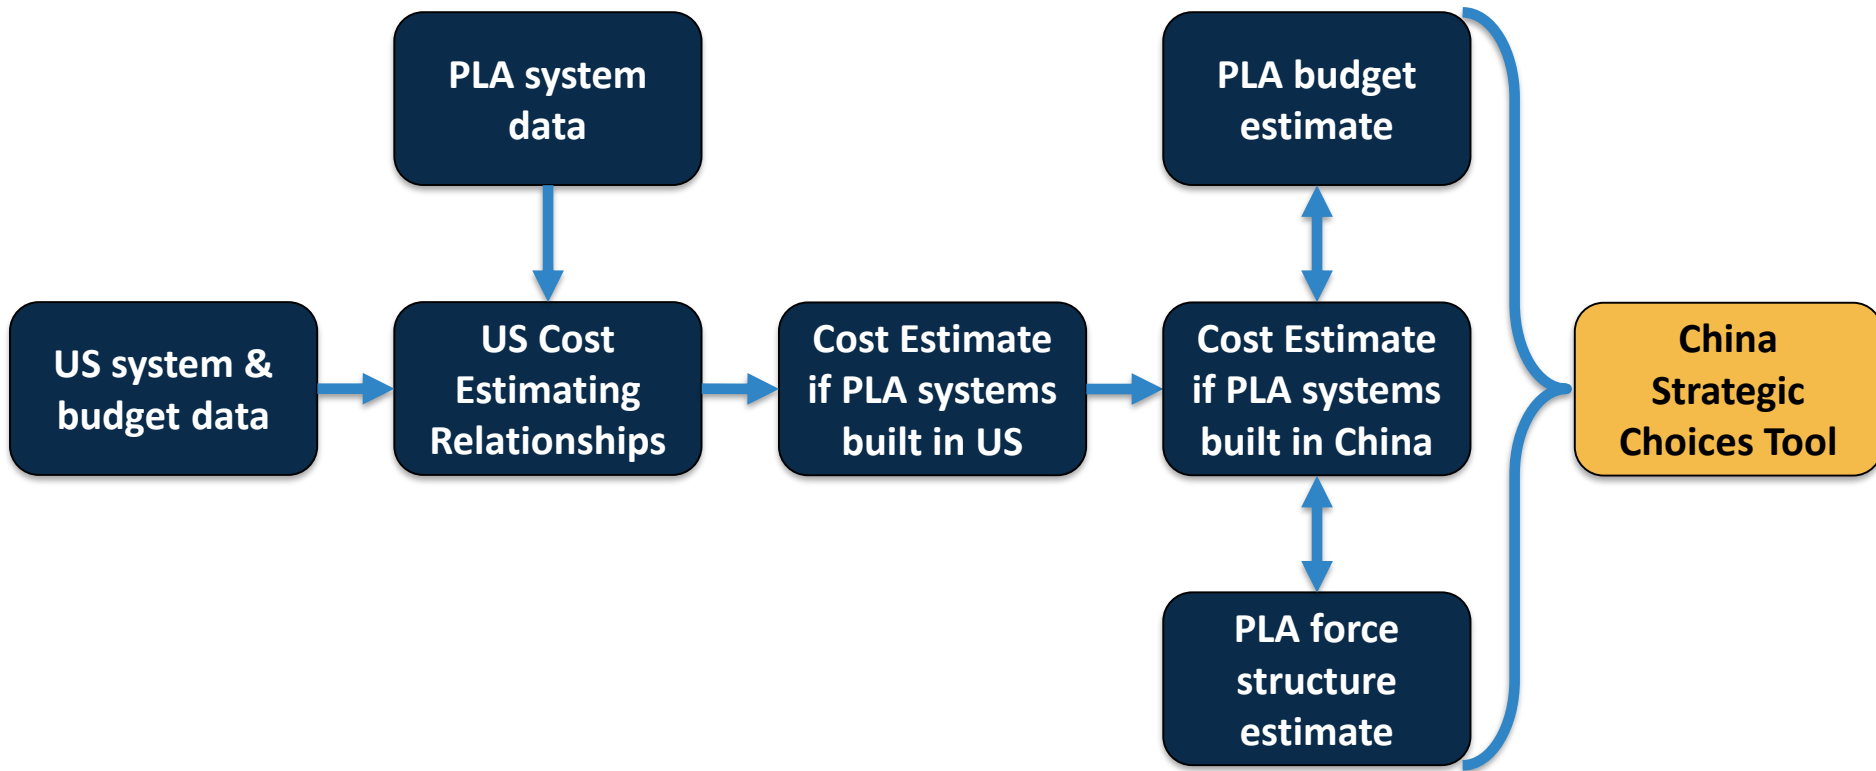 PLA system
data
PLA budget
estimate
US system &
budget data
US Cost
Estimating
Relationships
Cost Estimate
if PLA systems
built in US
Cost Estimate
if PLA systems
built in China
China
Strategic
Choices Tool
PLA force
structure
estimate